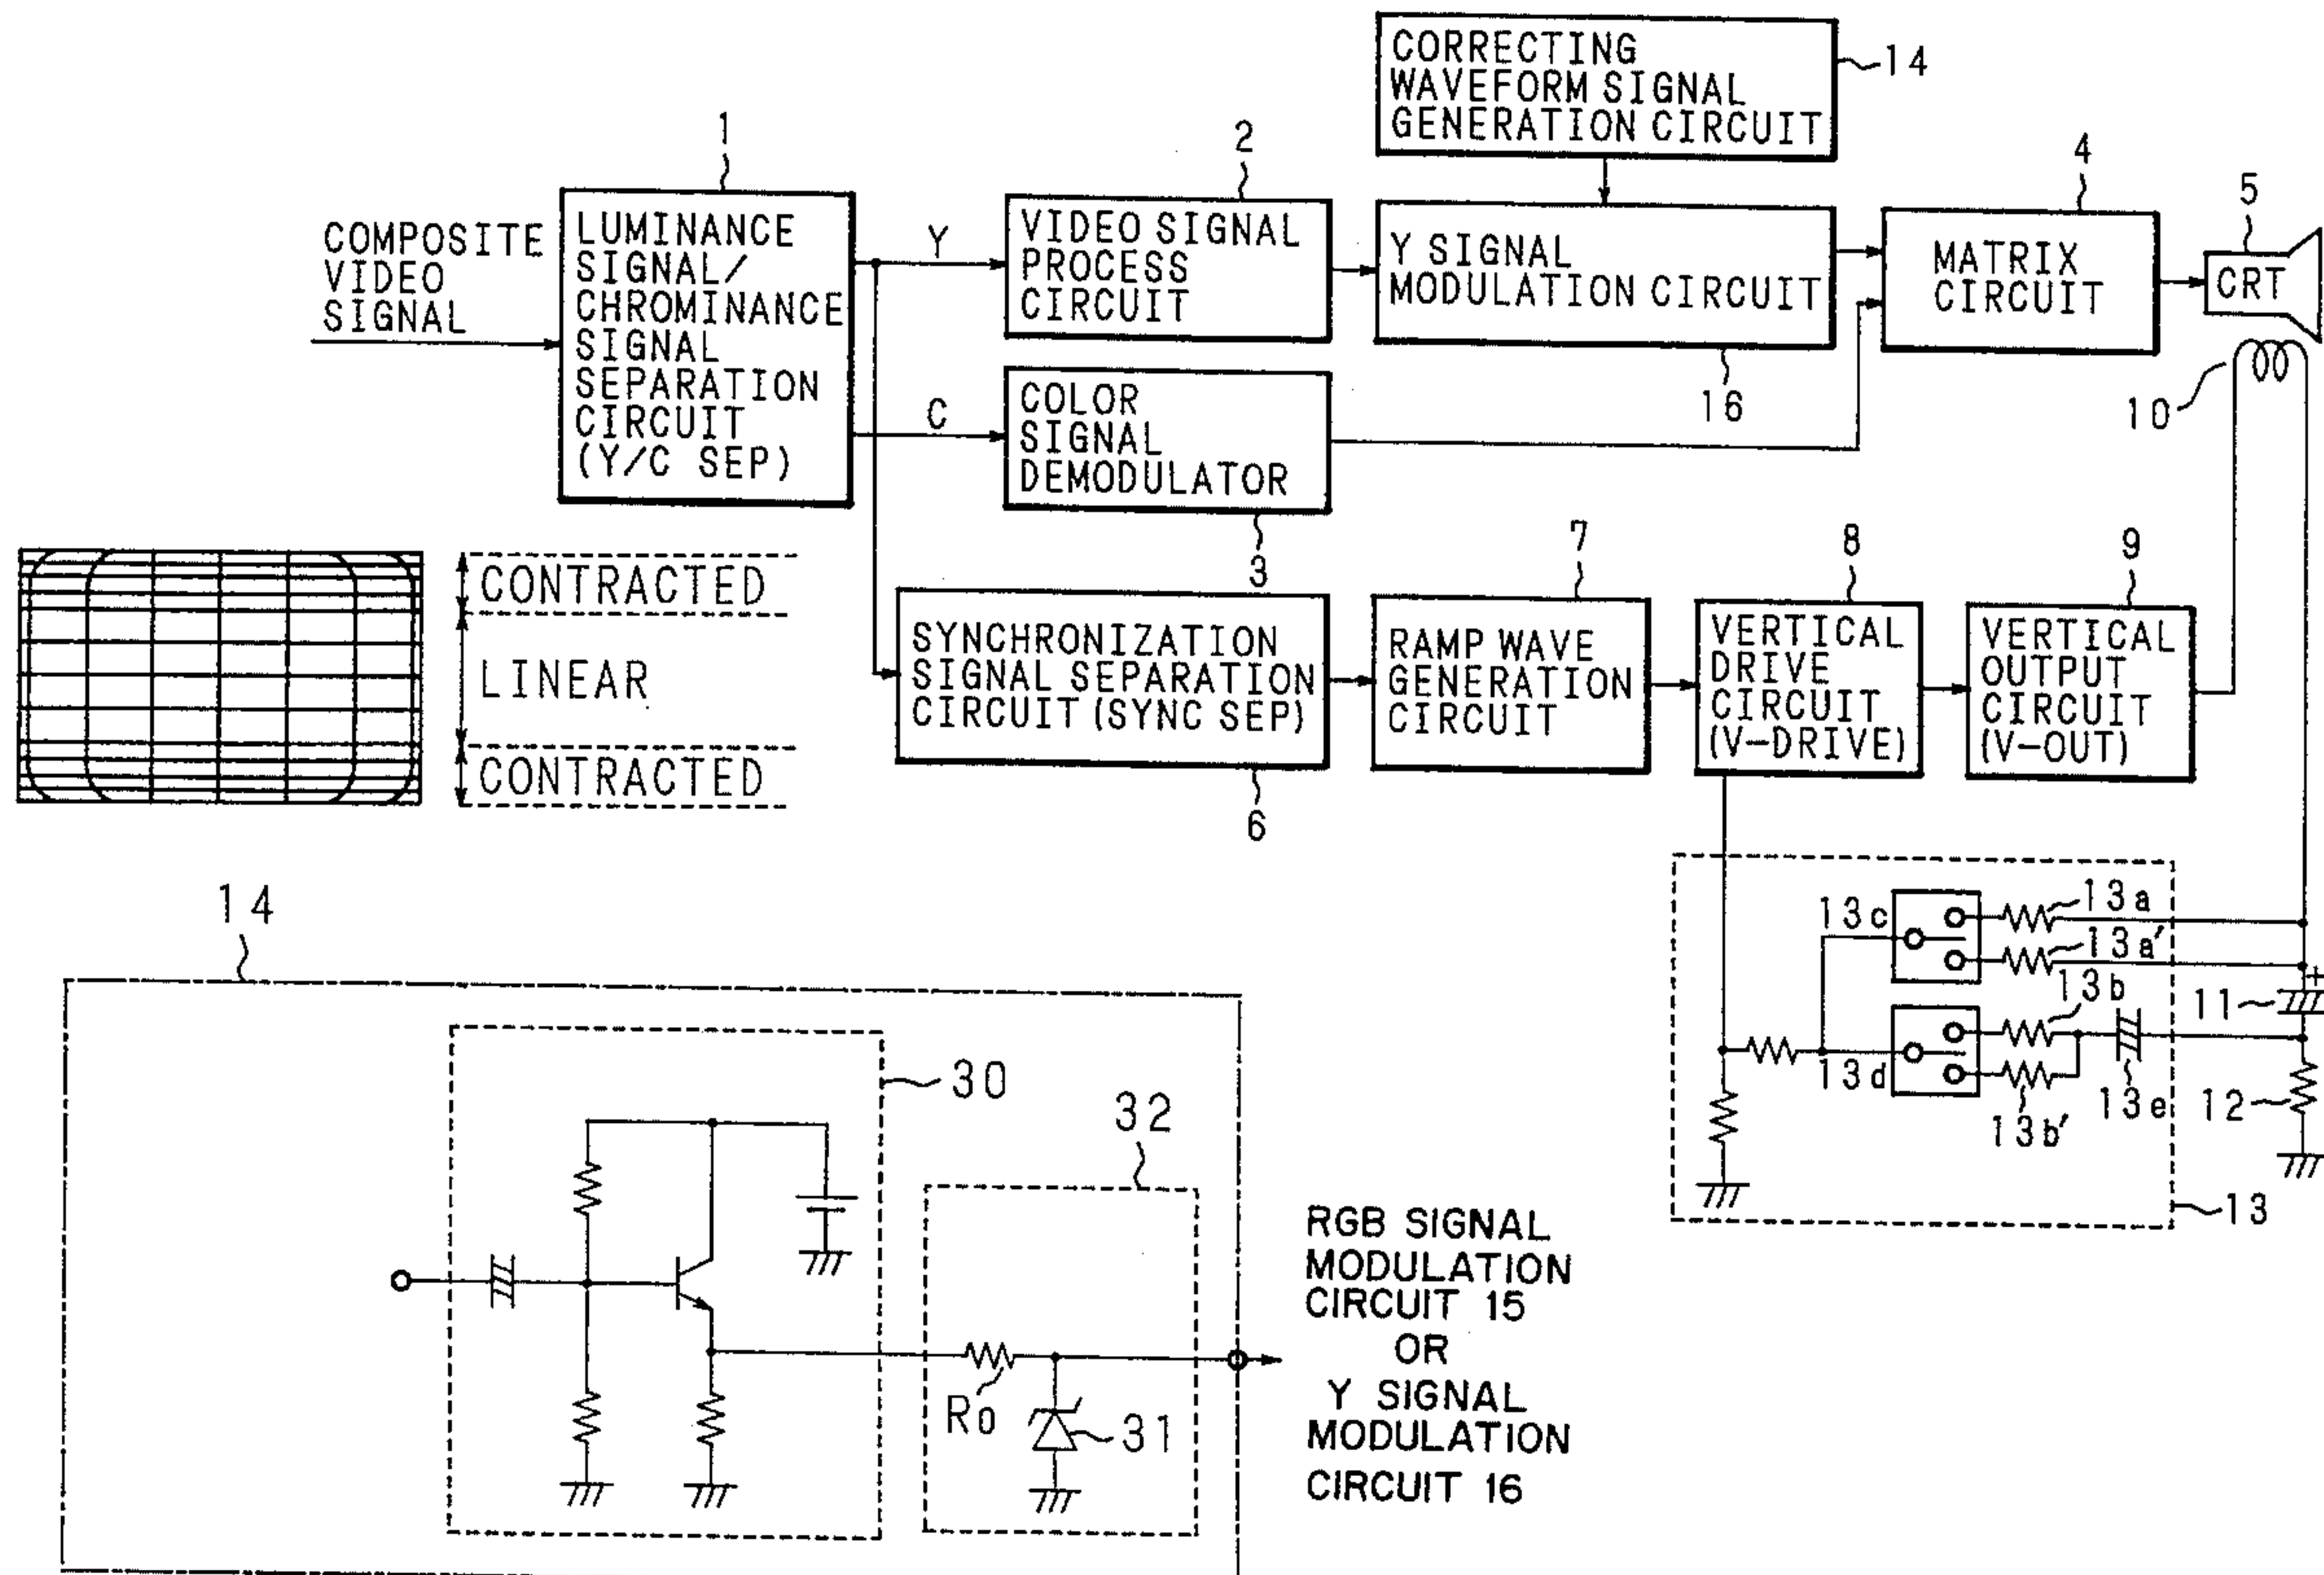 CORRECTING
WAVEFORM SIGNAL
GENERATION CIRCUIT
14
1
2
4
5
COMPOSITE
VIDEO
SIGNAL
LUMINANCE
SIGNAL/
CHROMINANCE
SIGNAL
SEPARATION
CIRCUIT
(Y/C SEP)
Y
VIDEO SIGNAL
PROCESS
CIRCUIT
Y SIGNAL
MODULATION CIRCUIT
16
MATRIX
CIRCUIT
CRT
10
C
COLOR
SIGNAL
DEMODULATOR
3
CONTRACTED
LINEAR
CONTRACTED
SYNCHRONIZATION
SIGNAL SEPARATION
CIRCUIT (SYNC SEP)
6
7
RAMP WAVE
GENERATION
CIRCUIT
8
VERTICAL
DRIVE
CIRCUIT
(V-DRIVE)
9
VERTICAL
OUTPUT
CIRCUIT
(V-OUT)
13c
13a
13a'
13b
+
11
13d
13b'
13e
12
13
14
30
32
R0
31
RGB SIGNAL
MODULATION
CIRCUIT 15
OR
Y SIGNAL
MODULATION
CIRCUIT 16